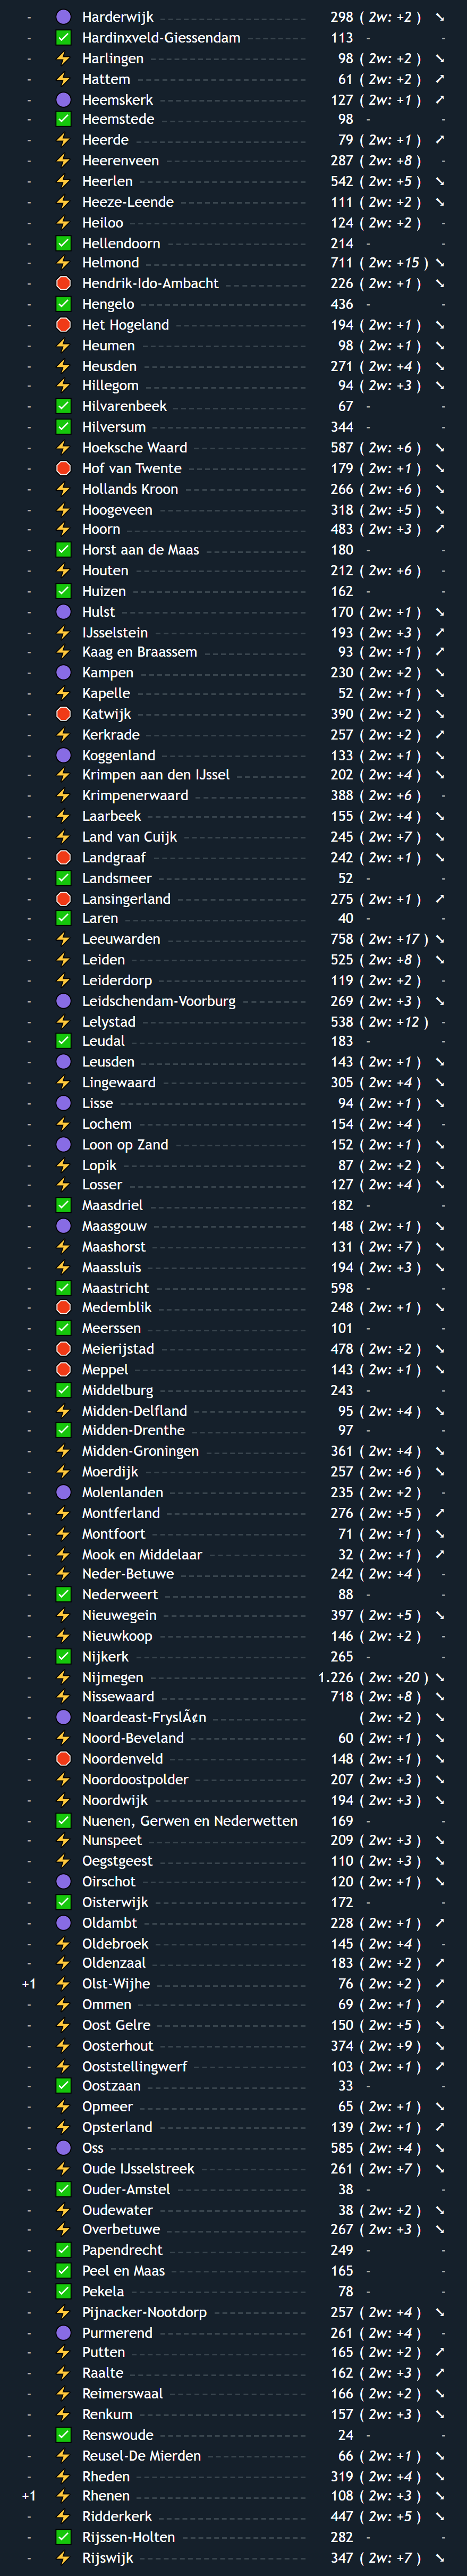 - Harderwijk 298 ( 2w: +2 ) ↘
- ✅ Hardinxveld-Giessendam 113 - -
- ⚡ Harlingen 98 ( 2w: +2 ) ↘
- ⚡ Hattem 61 ( 2w: +2 ) ↗
- Heemskerk 127 ( 2w: +1 ) ↗
- ✅ Heemstede 98 - -
- ⚡ Heerde 79 ( 2w: +1 ) ↗
- ⚡ Heerenveen 287 ( 2w: +8 ) -
- ⚡ Heerlen 542 ( 2w: +5 ) ↘
- ⚡ Heeze-Leende 111 ( 2w: +2 ) ↘
- ⚡ Heiloo 124 ( 2w: +2 ) -
- ✅ Hellendoorn 214 - -
- ⚡ Helmond 711 ( 2w: +15 ) ↘
- Hendrik-Ido-Ambacht 226 ( 2w: +1 ) ↘
- ✅ Hengelo 436 - -
- Het Hogeland 194 ( 2w: +1 ) ↘
- ⚡ Heumen 98 ( 2w: +1 ) ↘
- ⚡ Heusden 271 ( 2w: +4 ) ↘
- ⚡ Hillegom 94 ( 2w: +3 ) ↘
- ✅ Hilvarenbeek 67 - -
- ✅ Hilversum 344 - -
- ⚡ Hoeksche Waard 587 ( 2w: +6 ) ↘
- Hof van Twente 179 ( 2w: +1 ) ↘
- ⚡ Hollands Kroon 266 ( 2w: +6 ) ↘
- ⚡ Hoogeveen 318 ( 2w: +5 ) ↘
- ⚡ Hoorn 483 ( 2w: +3 ) ↗
- ✅ Horst aan de Maas 180 - -
- ⚡ Houten 212 ( 2w: +6 ) -
- ✅ Huizen 162 - -
- Hulst 170 ( 2w: +1 ) ↘
- ⚡ IJsselstein 193 ( 2w: +3 ) ↗
- ⚡ Kaag en Braassem 93 ( 2w: +1 ) ↗
- Kampen 230 ( 2w: +2 ) ↘
- ⚡ Kapelle 52 ( 2w: +1 ) ↘
- Katwijk 390 ( 2w: +2 ) ↘
- ⚡ Kerkrade 257 ( 2w: +2 ) ↗
- Koggenland 133 ( 2w: +1 ) ↘
- ⚡ Krimpen aan den IJssel 202 ( 2w: +4 ) ↘
- ⚡ Krimpenerwaard 388 ( 2w: +6 ) -
- ⚡ Laarbeek 155 ( 2w: +4 ) ↘
- ⚡ Land van Cuijk 245 ( 2w: +7 ) ↘
- Landgraaf 242 ( 2w: +1 ) ↘
- ✅ Landsmeer 52 - -
- Lansingerland 275 ( 2w: +1 ) ↗
- ✅ Laren 40 - -
- ⚡ Leeuwarden 758 ( 2w: +17 ) ↘
- ⚡ Leiden 525 ( 2w: +8 ) ↘
- ⚡ Leiderdorp 119 ( 2w: +2 ) -
- Leidschendam-Voorburg 269 ( 2w: +3 ) ↘
- ⚡ Lelystad 538 ( 2w: +12 ) -
- ✅ Leudal 183 - -
- Leusden 143 ( 2w: +1 ) ↘
- ⚡ Lingewaard 305 ( 2w: +4 ) ↘
- Lisse 94 ( 2w: +1 ) ↘
- ⚡ Lochem 154 ( 2w: +4 ) -
- Loon op Zand 152 ( 2w: +1 ) ↘
- ⚡ Lopik 87 ( 2w: +2 ) ↘
- ⚡ Losser 127 ( 2w: +4 ) ↘
- ✅ Maasdriel 182 - -
- Maasgouw 148 ( 2w: +1 ) ↘
- ⚡ Maashorst 131 ( 2w: +7 ) ↘
- ⚡ Maassluis 194 ( 2w: +3 ) ↘
- ✅ Maastricht 598 - -
- Medemblik 248 ( 2w: +1 ) ↘
- ✅ Meerssen 101 - -
- Meierijstad 478 ( 2w: +2 ) ↘
- Meppel 143 ( 2w: +1 ) ↘
- ✅ Middelburg 243 - -
- ⚡ Midden-Delfland 95 ( 2w: +4 ) ↘
- ✅ Midden-Drenthe 97 - -
- ⚡ Midden-Groningen 361 ( 2w: +4 ) ↘
- ⚡ Moerdijk 257 ( 2w: +6 ) ↘
- Molenlanden 235 ( 2w: +2 ) -
- ⚡ Montferland 276 ( 2w: +5 ) ↗
- ⚡ Montfoort 71 ( 2w: +1 ) ↘
- ⚡ Mook en Middelaar 32 ( 2w: +1 ) ↗
- ⚡ Neder-Betuwe 242 ( 2w: +4 ) -
- ✅ Nederweert 88 - -
- ⚡ Nieuwegein 397 ( 2w: +5 ) ↘
- ⚡ Nieuwkoop 146 ( 2w: +2 ) -
- ✅ Nijkerk 265 - -
- ⚡ Nijmegen 1.226 ( 2w: +20 ) ↘
- ⚡ Nissewaard 718 ( 2w: +8 ) ↘
- Noardeast-FryslÃ¢n ( 2w: +2 ) ↘
- ⚡ Noord-Beveland 60 ( 2w: +1 ) ↘
- Noordenveld 148 ( 2w: +1 ) ↘
- ⚡ Noordoostpolder 207 ( 2w: +3 ) ↘
- ⚡ Noordwijk 194 ( 2w: +3 ) ↘
- ✅ Nuenen, Gerwen en Nederwetten 169 - -
- ⚡ Nunspeet 209 ( 2w: +3 ) ↘
- ⚡ Oegstgeest 110 ( 2w: +3 ) ↘
- Oirschot 120 ( 2w: +1 ) ↘
- ✅ Oisterwijk 172 - -
- Oldambt 228 ( 2w: +1 ) ↗
- ⚡ Oldebroek 145 ( 2w: +4 ) -
- ⚡ Oldenzaal 183 ( 2w: +2 ) ↗
+1 ⚡ Olst-Wijhe 76 ( 2w: +2 ) ↗
- ⚡ Ommen 69 ( 2w: +1 ) ↗
- ⚡ Oost Gelre 150 ( 2w: +5 ) ↘
- ⚡ Oosterhout 374 ( 2w: +9 ) ↘
- ⚡ Ooststellingwerf 103 ( 2w: +1 ) ↗
- ✅ Oostzaan 33 - -
- ⚡ Opmeer 65 ( 2w: +1 ) ↘
- ⚡ Opsterland 139 ( 2w: +1 ) ↗
- Oss 585 ( 2w: +4 ) ↘
- ⚡ Oude IJsselstreek 261 ( 2w: +7 ) ↘
- ✅ Ouder-Amstel 38 - -
- ⚡ Oudewater 38 ( 2w: +2 ) ↘
- ⚡ Overbetuwe 267 ( 2w: +3 ) ↘
- ✅ Papendrecht 249 - -
- ✅ Peel en Maas 165 - -
- ✅ Pekela 78 - -
- ⚡ Pijnacker-Nootdorp 257 ( 2w: +4 ) ↘
- Purmerend 261 ( 2w: +4 ) -
- ⚡ Putten 165 ( 2w: +2 ) ↗
- ⚡ Raalte 162 ( 2w: +3 ) ↗
- ⚡ Reimerswaal 166 ( 2w: +2 ) ↘
- ⚡ Renkum 157 ( 2w: +3 ) ↘
- ✅ Renswoude 24 - -
- ⚡ Reusel-De Mierden 66 ( 2w: +1 ) ↘
- ⚡ Rheden 319 ( 2w: +4 ) ↘
+1 ⚡ Rhenen 108 ( 2w: +3 ) ↘
- ⚡ Ridderkerk 447 ( 2w: +5 ) ↘
- ✅ Rijssen-Holten 282 - -
- ⚡ Rijswijk 347 ( 2w: +7 ) ↘